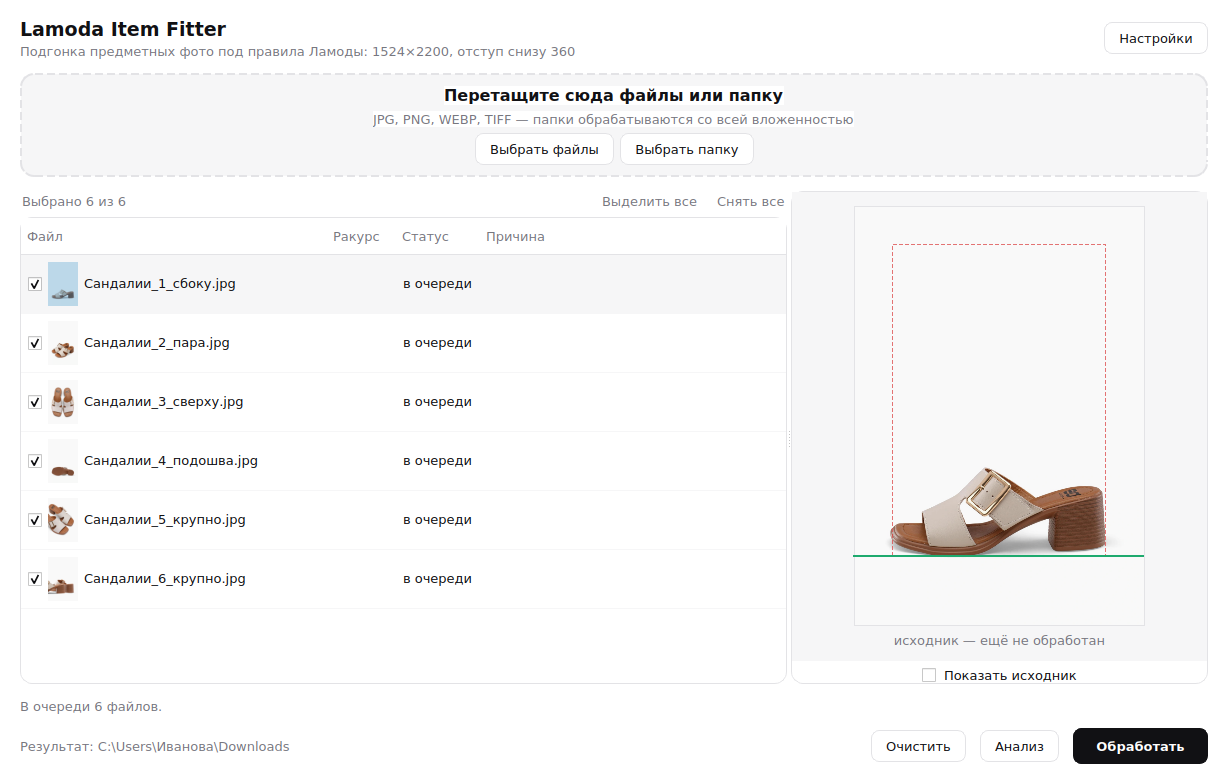 Lamoda Item Fitter
Подгонка предметных фото под правила Ламоды: 1524×2200, отступ снизу 360
Настройки
Перетащите сюда файлы или папку
JPG, PNG, WEBP, TIFF — папки обрабатываются со всей вложенностью
Выбрать файлы Выбрать папку
Выбрано 6 из 6 Выделить все Снять все
Файл Ракурс Статус Причина
Сандалии_1_сбоку.jpg в очереди
Сандалии_2_пара.jpg в очереди
Сандалии_3_сверху.jpg в очереди
Сандалии_4_подошва.jpg в очереди
Сандалии_5_крупно.jpg в очереди
Сандалии_6_крупно.jpg в очереди
исходник — ещё не обработан
Показать исходник
В очереди 6 файлов.
Результат: C:\Users\Иванова\Downloads
Очистить Анализ Обработать